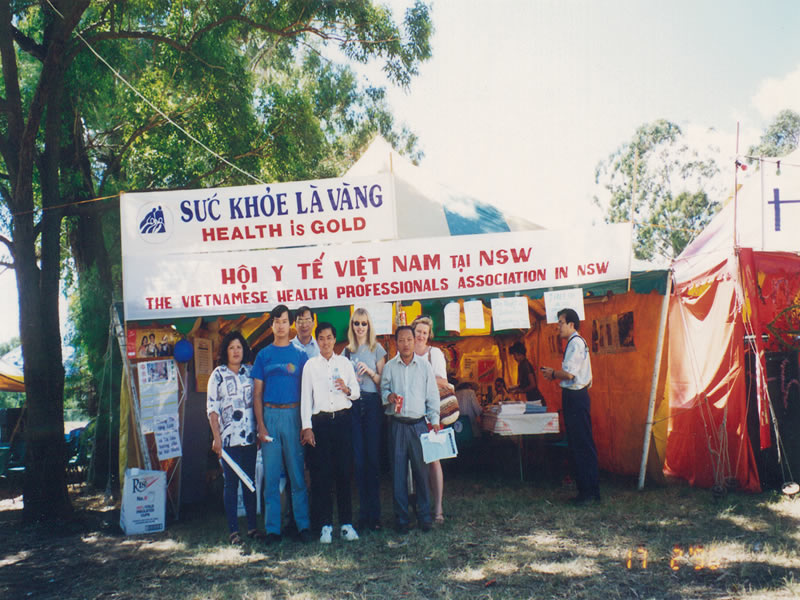 SỨC KHỎE LÀ VÀNG
HEALTH iS GOLD
HỘI Y TẾ VIỆT NAM TẠI NSW
THE VIETNAMESE HEALTH PROFESSIONALS ASSOCIATION IN NSW